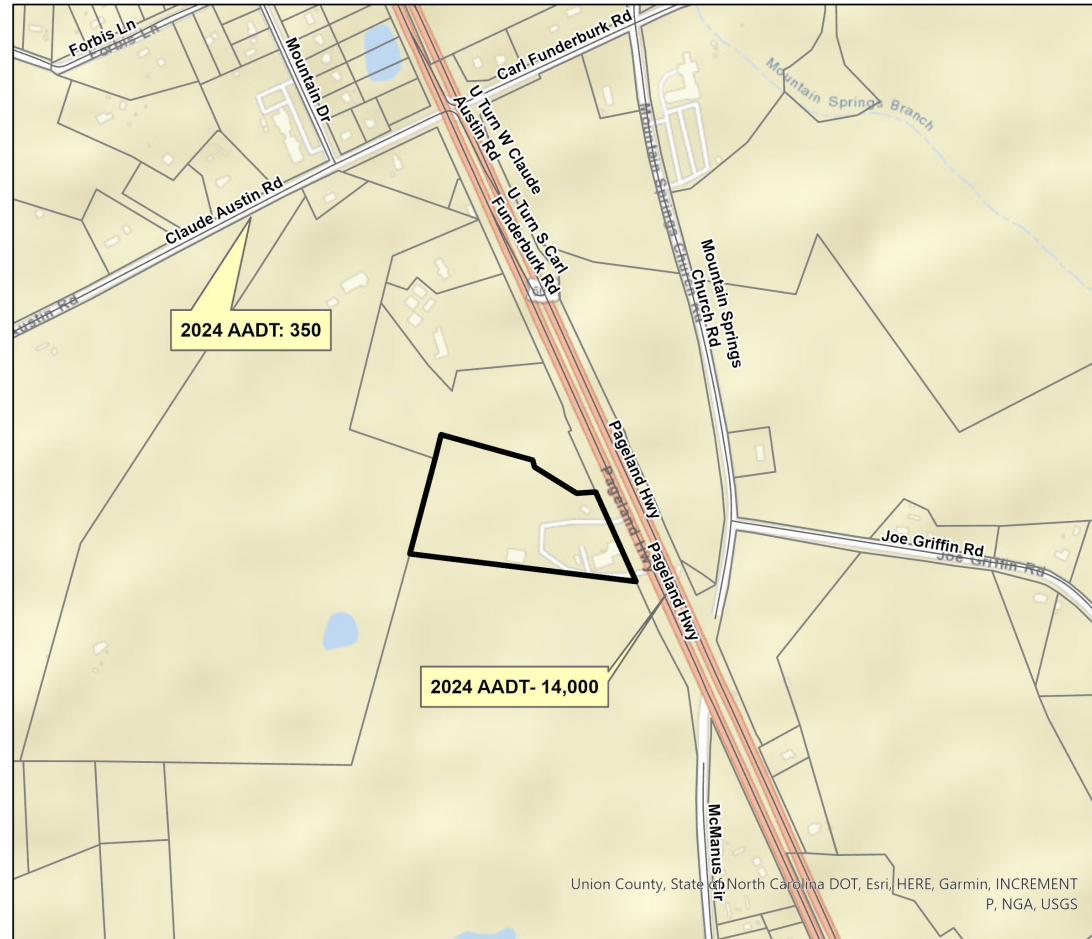 Forbis Ln
Forbis Ln
Mountain Dr
Carl Funderburk Rd
U Turn W Claude
Austin Rd
U Turn S Carl
Funderburk Rd
Mountain Springs Branch
Mountain Springs Church Rd
Mountain Springs
Church Rd
Claude Austin Rd
Austin Rd
2024 AADT: 350
Pageland Hwy
Pageland Hwy
Pageland Hwy
Joe Griffin Rd
Joe Griffin Rd
2024 AADT- 14,000
McManus Cir
Union County, State of North Carolina DOT, Esri, HERE, Garmin, INCREMENT
P, NGA, USGS